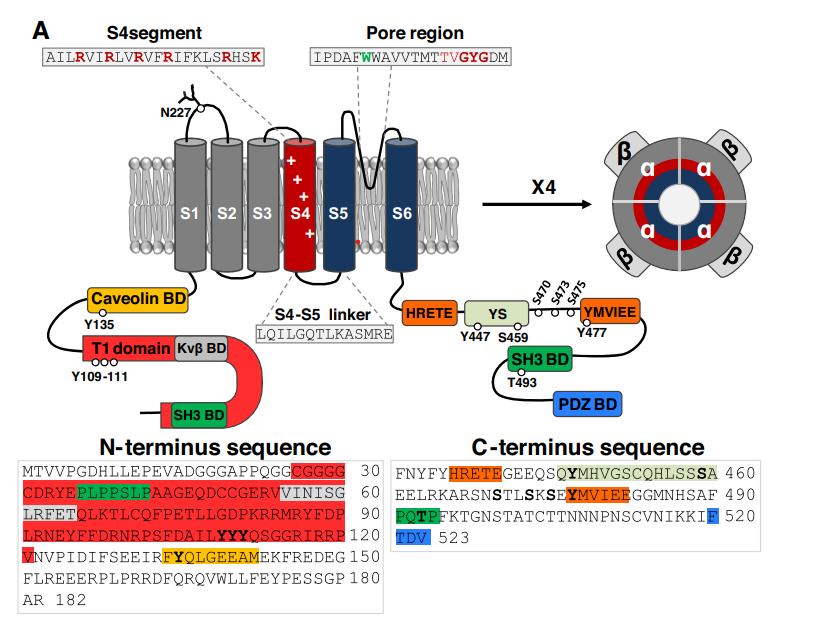 A
S4segment
Pore region
AILRVIRLVRVFRIFKLSRHSK
IPDAFWWAVVTMTTVGYGDM
N227
β
β
α
α
X4
S1
S2
S3
S4
S5
S6
+
+
+
+
α
α
β
β
Caveolin BD
Y135
S4-S5 linker
LQILGQTLKASMRE
HRETE
YS
S470
S473
S475
YMVIEE
Y447
S459
Y477
T1 domain
Kvβ BD
Y109-111
SH3 BD
T493
PDZ BD
SH3 BD
N-terminus sequence
MTVVPGDHLLEPEVADGGGAPPQGGCGGGG 30
CDRYEPLPPSLPAAGEQDCCGERVVINISG 60
LRFETQLKTLCQFPETLLGDPKRRMRYFDP 90
LRNEYFFDRNRPSFDAILYYYQSGGRIRRP 120
VNVPIDIFSEEIRFYQLGEEAMEKFREDEG 150
FLREEERPLPRRDFQRQVWLLFEYPESSGP 180
AR 182
C-terminus sequence
FNYFYHRETEGEEQSQYMHVGSCQHLSSSA 460
EELRKARSNSTLSKSEYMVIEEGGMNHSAF 490
PQTPFKTGNSTATCTTNNNPNSCVNIKKIF 520
TDV 523